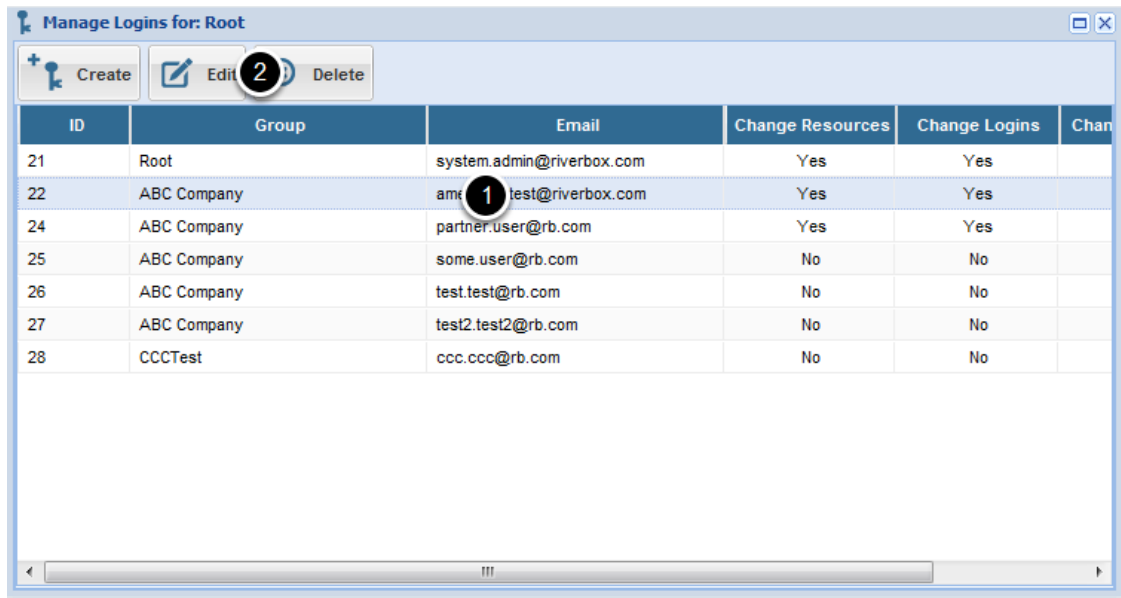 Manage Logins for: Root
Create Edit 2 Delete
ID Group Email Change Resources Change Logins Chan
21 Root system.admin@riverbox.com Yes Yes
22 ABC Company ame 1 test@riverbox.com Yes Yes
24 ABC Company partner.user@rb.com Yes Yes
25 ABC Company some.user@rb.com No No
26 ABC Company test.test@rb.com No No
27 ABC Company test2.test2@rb.com No No
28 CCCTest ccc.ccc@rb.com No No